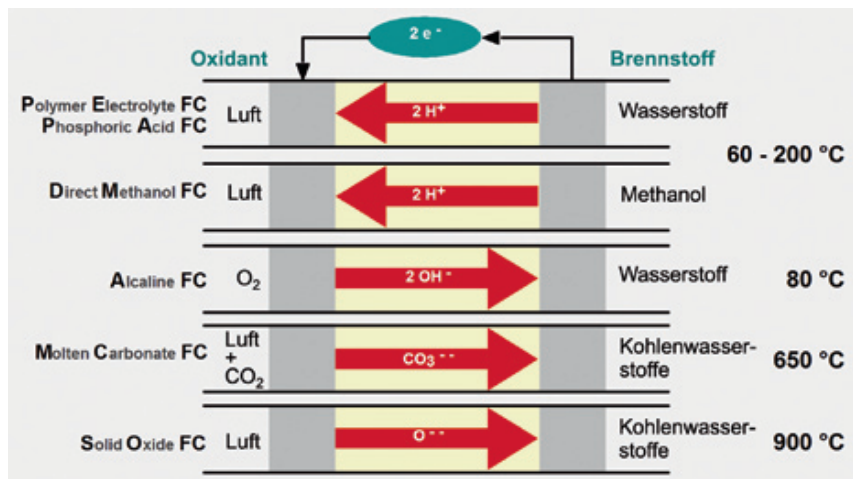 2 e -
Oxidant
Brennstoff
Polymer Electrolyte FC
Phosphoric Acid FC
Luft
2 H+
Wasserstoff
60 - 200 °C
Direct Methanol FC
Luft
2 H+
Methanol
Alcaline FC
O2
2 OH -
Wasserstoff
80 °C
Molten Carbonate FC
Luft
+
CO2
CO3 - -
Kohlenwasser-
stoffe
650 °C
Solid Oxide FC
Luft
O - -
Kohlenwasser-
stoffe
900 °C